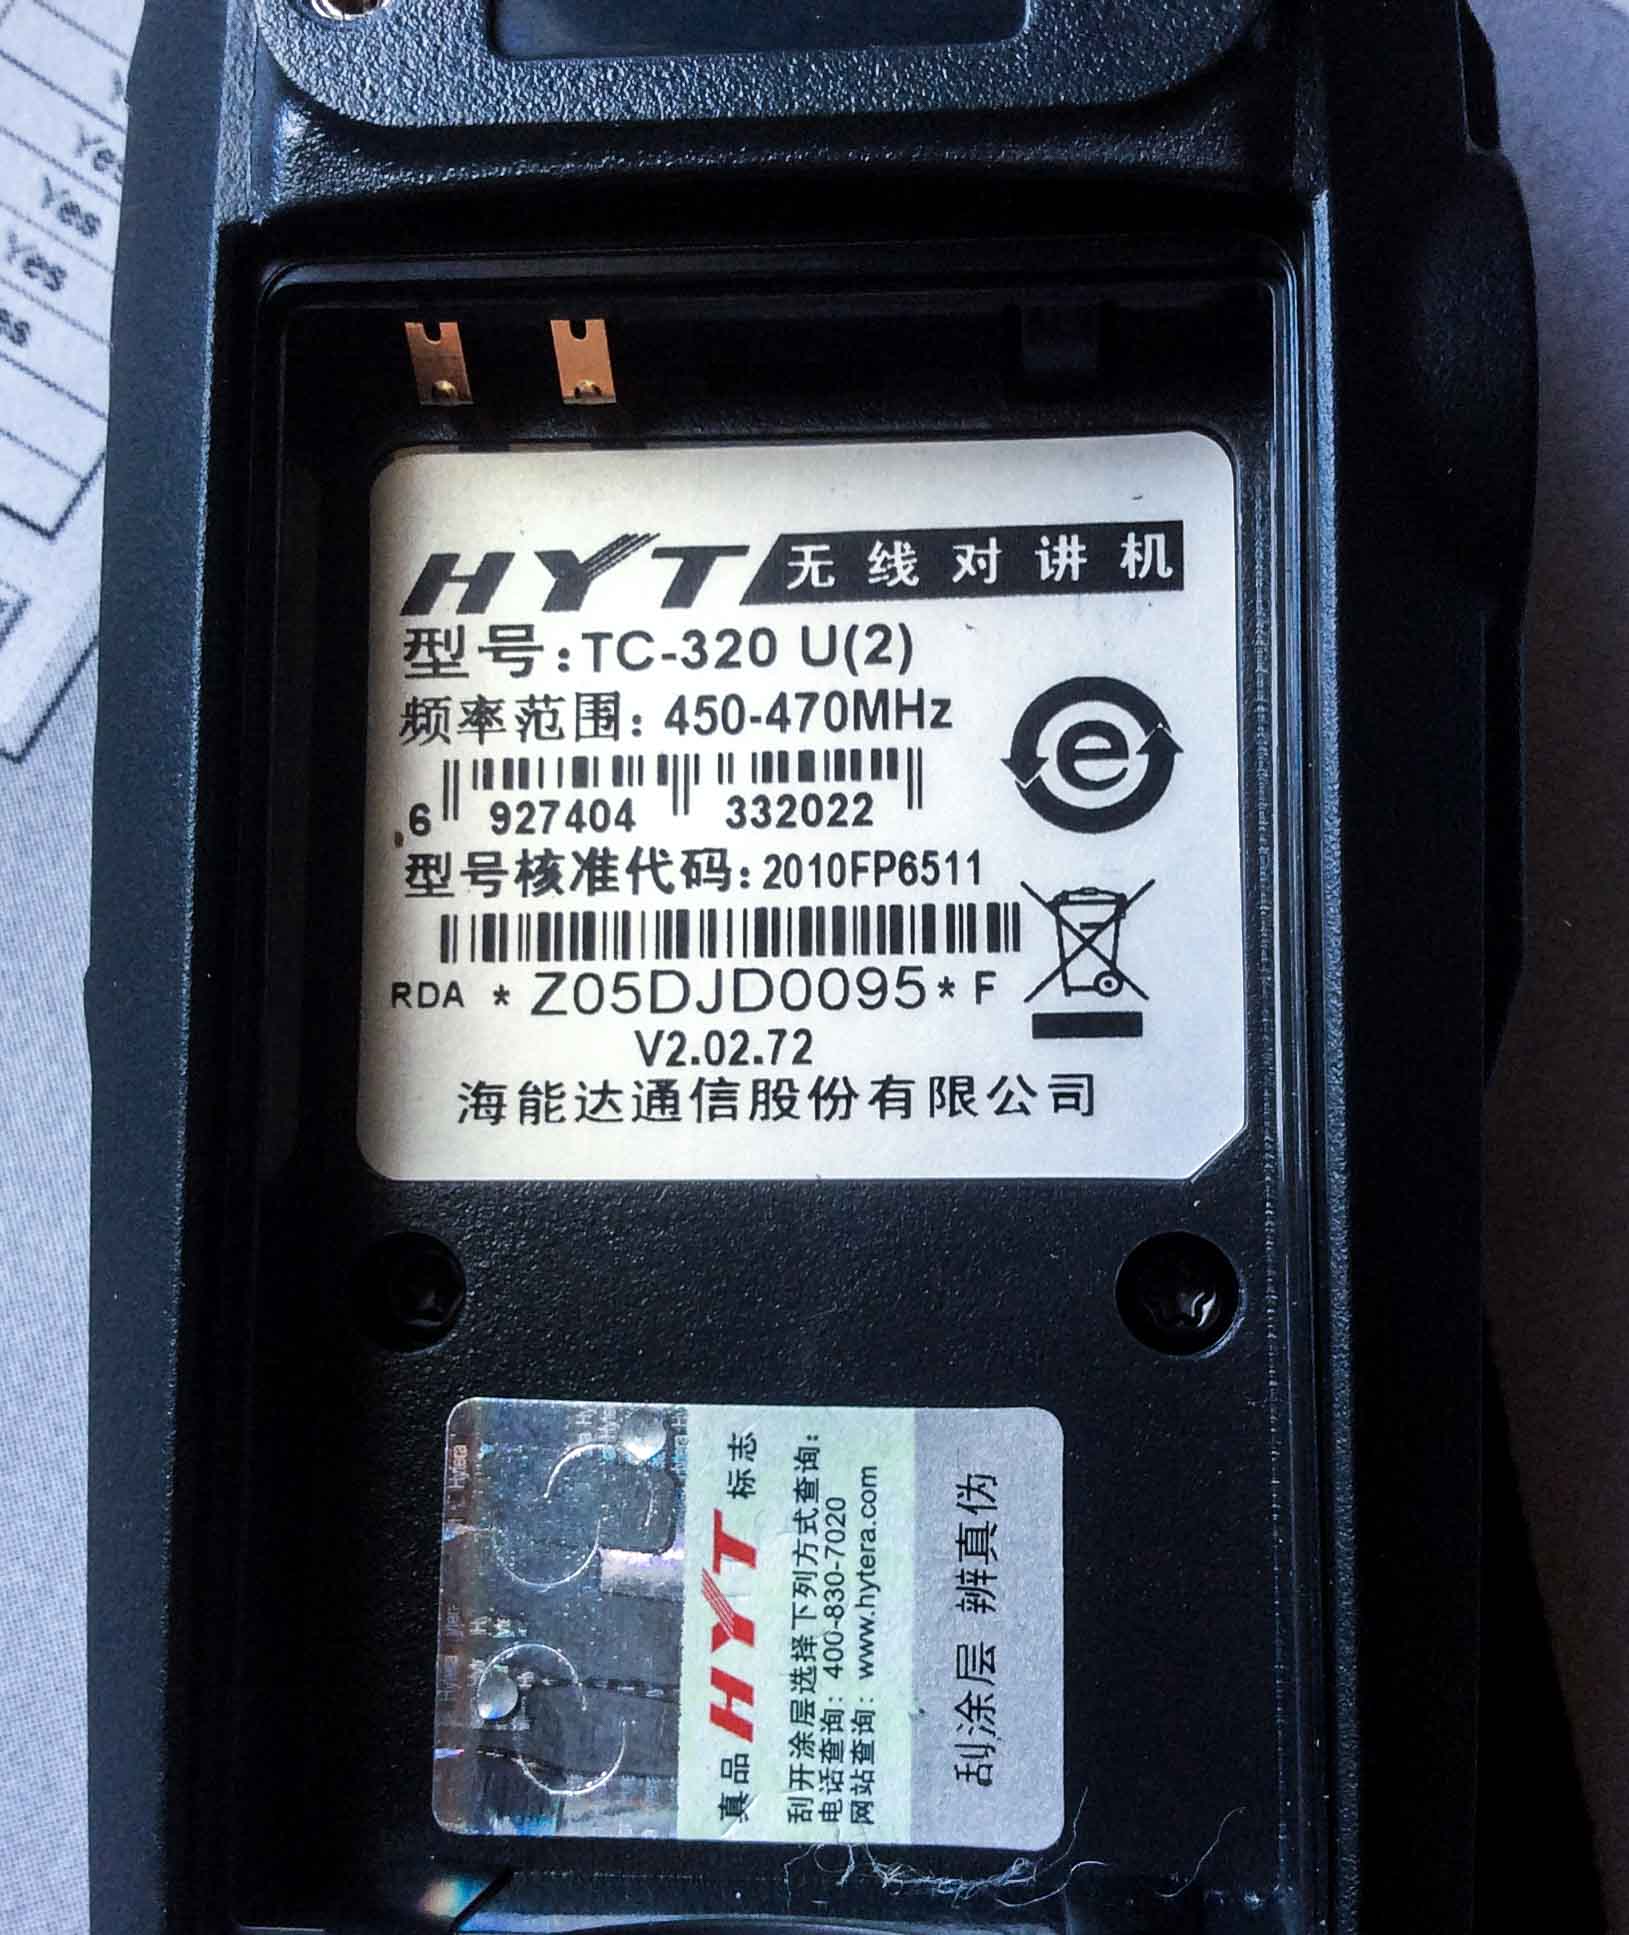 Yes
Yes
Yes
HYT 无线对讲机
型号:TC-320 U(2)
频率范围: 450-470MHz
6 927404 332022
型号核准代码:2010FP6511
RDA * Z05DJD0095* F
V2.02.72
海能达通信股份有限公司
e
真品 HYT 标志
刮开涂层选择下列方式查询:
电话查询: 400-830-7020
网站查询: www.hytera.com
刮涂层 辨真伪
Hytera